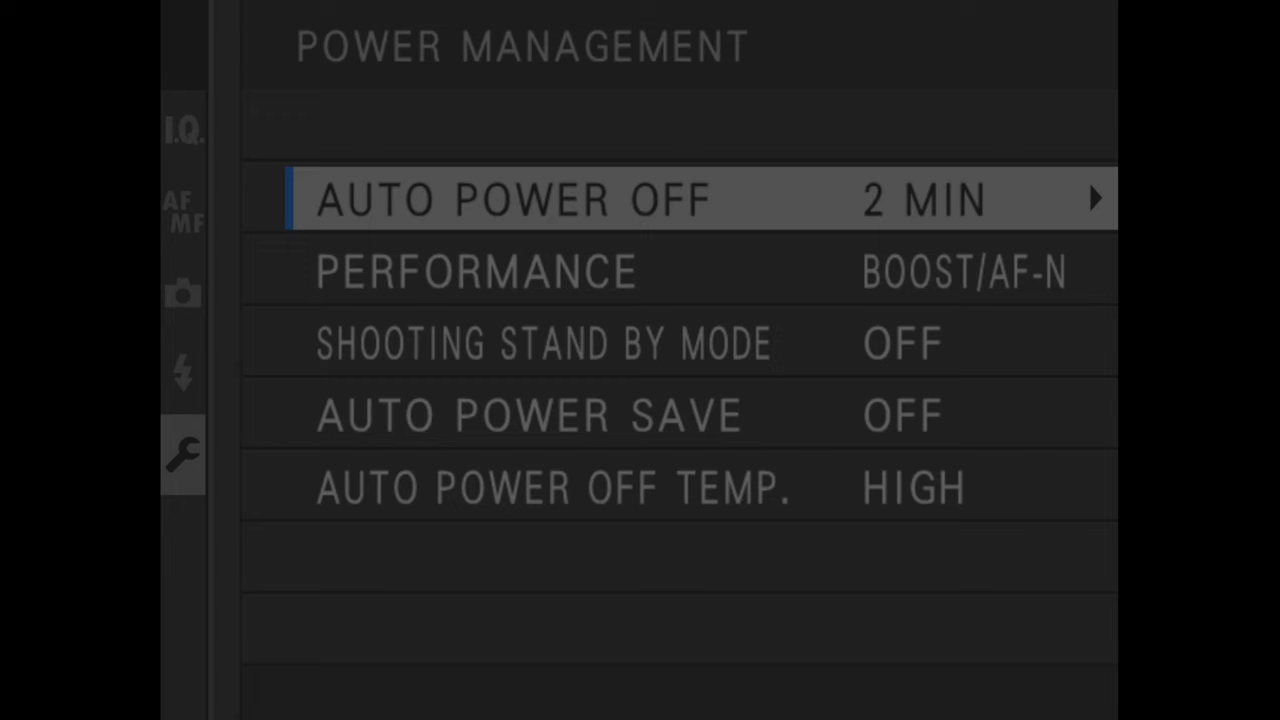 POWER MANAGEMENT
I.Q.
AUTO POWER OFF 2 MIN
AF
MF
PERFORMANCE BOOST/AF-N
SHOOTING STAND BY MODE OFF
AUTO POWER SAVE OFF
AUTO POWER OFF TEMP. HIGH